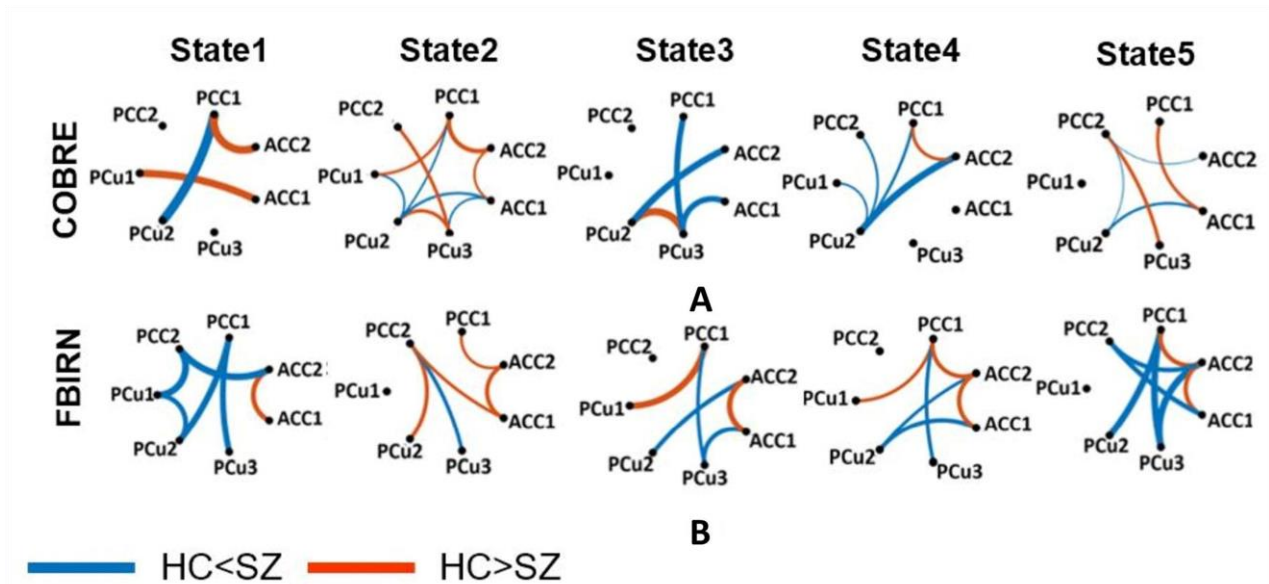 State1 State2 State3 State4 State5
COBRE
PCC2 PCC1 ACC2 ACC1 PCu3 PCu2 PCu1
PCC2 PCC1 ACC2 ACC1 PCu3 PCu2 PCu1
PCC2 PCC1 ACC2 ACC1 PCu3 PCu2 PCu1
PCC2 PCC1 ACC2 ACC1 PCu3 PCu2 PCu1
PCC2 PCC1 ACC2 ACC1 PCu3 PCu2 PCu1
A
FBIRN
PCC2 PCC1 ACC2 ACC1 PCu3 PCu2 PCu1
PCC2 PCC1 ACC2 ACC1 PCu3 PCu2 PCu1
PCC2 PCC1 ACC2 ACC1 PCu3 PCu2 PCu1
PCC2 PCC1 ACC2 ACC1 PCu3 PCu2 PCu1
PCC2 PCC1 ACC2 ACC1 PCu3 PCu2 PCu1
B
HC<SZ HC>SZ